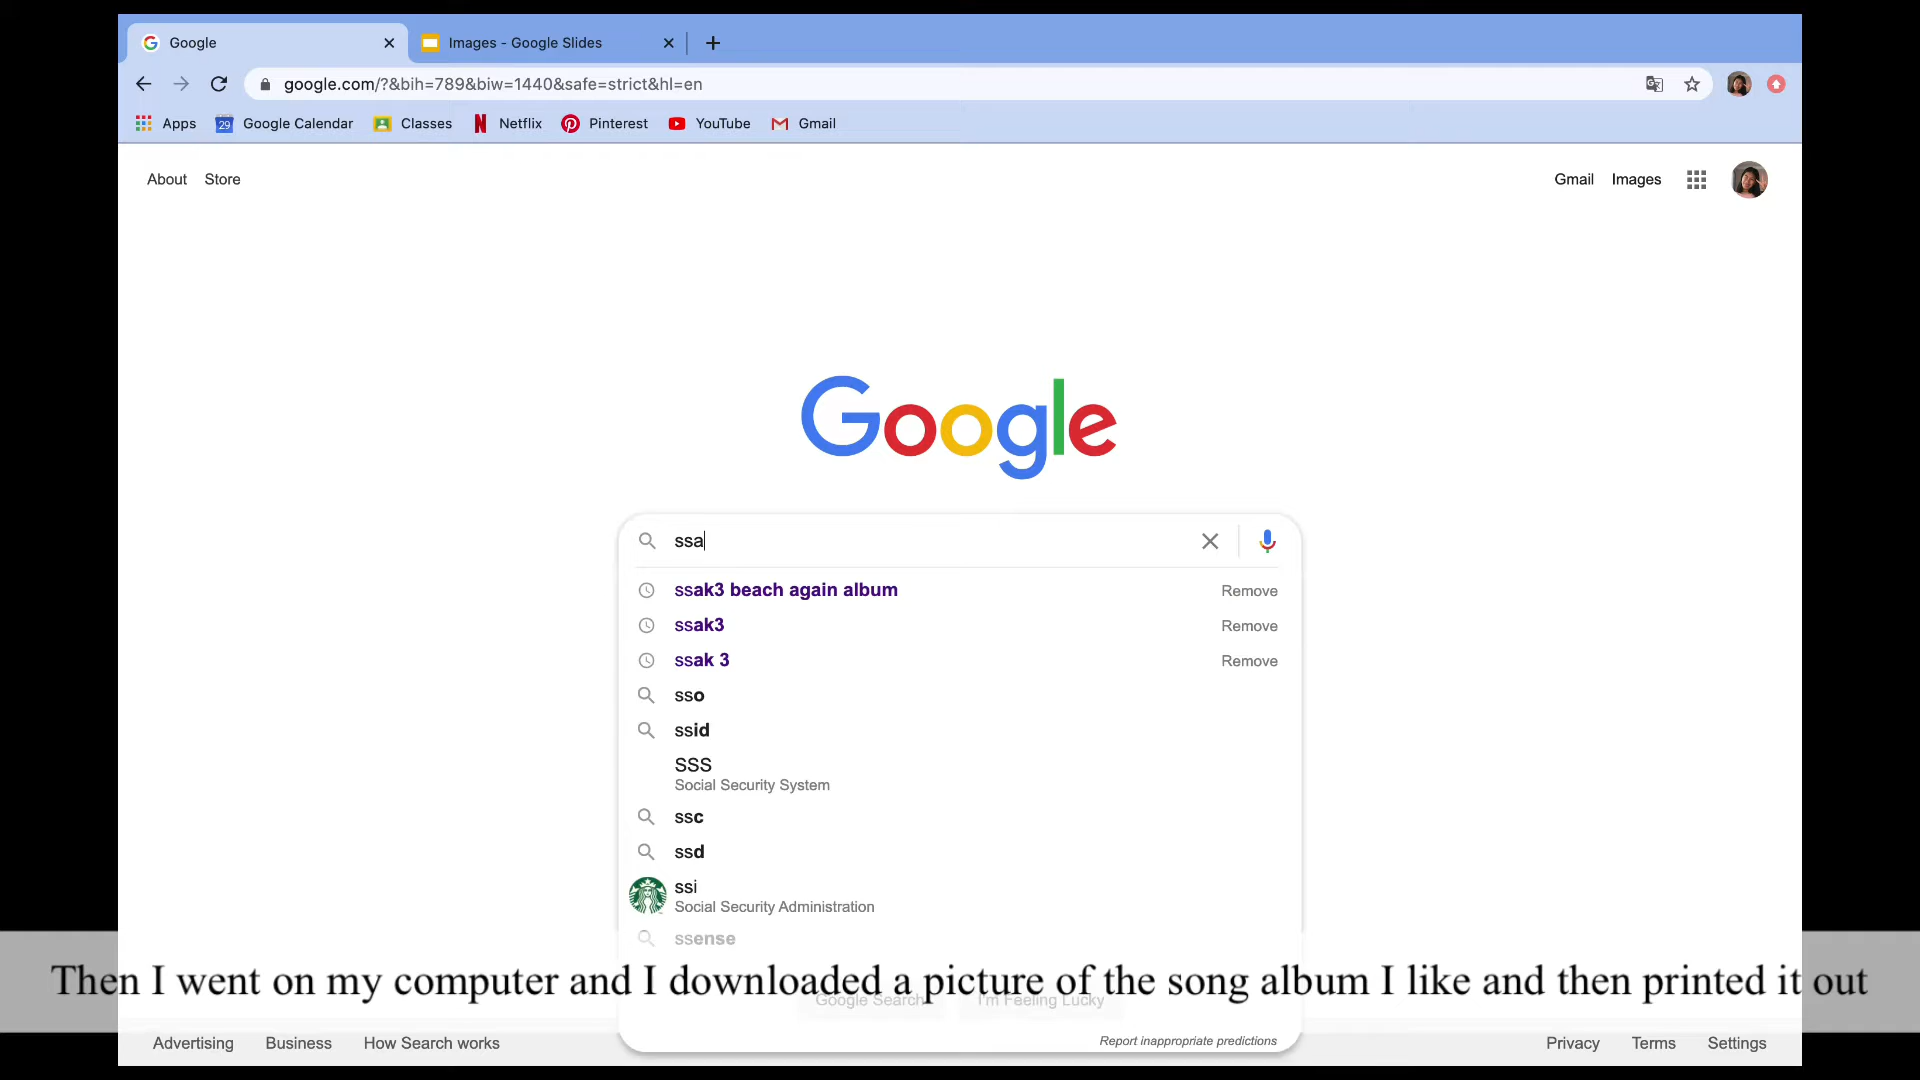 Google
Images - Google Slides
google.com/?&bih=789&biw=1440&safe=strict&hl=en
Apps
29
Google Calendar
Classes
Netflix
Pinterest
YouTube
Gmail
About Store
Gmail Images
Google
ssa
ssak3 beach again album Remove
ssak3 Remove
ssak 3 Remove
sso
ssid
SSS
Social Security System
ssc
ssd
ssi
Social Security Administration
ssense
Then I went on my computer and I downloaded a picture of the song album I like and then printed it out
Google Search I'm Feeling Lucky
Report inappropriate predictions
Advertising Business How Search works
Privacy Terms Settings